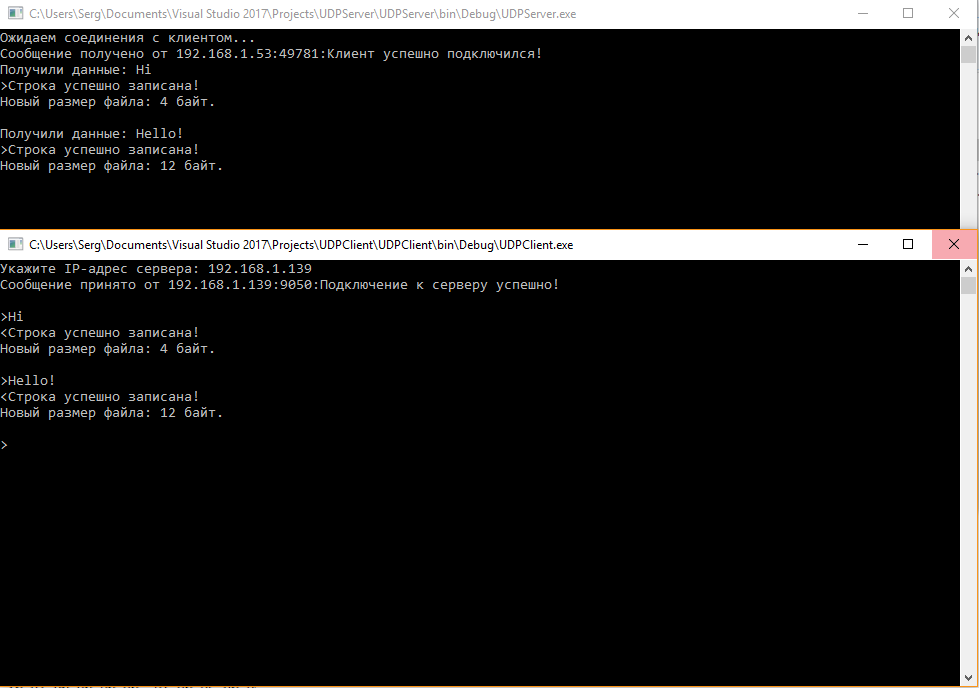 C:\Users\Serg\Documents\Visual Studio 2017\Projects\UDPServer\UDPServer\bin\Debug\UDPServer.exe
Ожидаем соединения с клиентом...
Сообщение получено от 192.168.1.53:49781:Клиент успешно подключился!
Получили данные: Hi
>Строка успешно записана!
Новый размер файла: 4 байт.
Получили данные: Hello!
>Строка успешно записана!
Новый размер файла: 12 байт.
C:\Users\Serg\Documents\Visual Studio 2017\Projects\UDPClient\UDPClient\bin\Debug\UDPClient.exe
Укажите IP-адрес сервера: 192.168.1.139
Сообщение принято от 192.168.1.139:9050:Подключение к серверу успешно!
>Hi
<Строка успешно записана!
Новый размер файла: 4 байт.
>Hello!
<Строка успешно записана!
Новый размер файла: 12 байт.
>